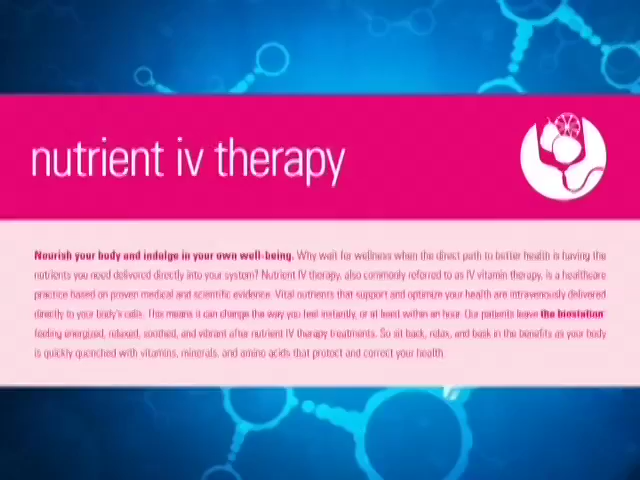 nutrient iv therapy
Nourish your body and indulge in your own well-being. Why wait for wellness when the direct path to better health is having the
nutrients you need delivered directly into your system? Nutrient IV therapy, also commonly referred to as IV vitamin therapy, is a healthcare
practice based on proven medical and scientific evidence. Vital nutrients that support and optimize your health are intravenously delivered
directly to your body's cells. This means it can change the way you feel instantly, or at least within an hour. Our patients leave the biostation
feeling energized, relaxed, soothed, and vibrant after nutrient IV therapy treatments. So sit back, relax, and bask in the benefits as your body
is quickly quenched with vitamins, minerals, and amino acids that protect and correct your health